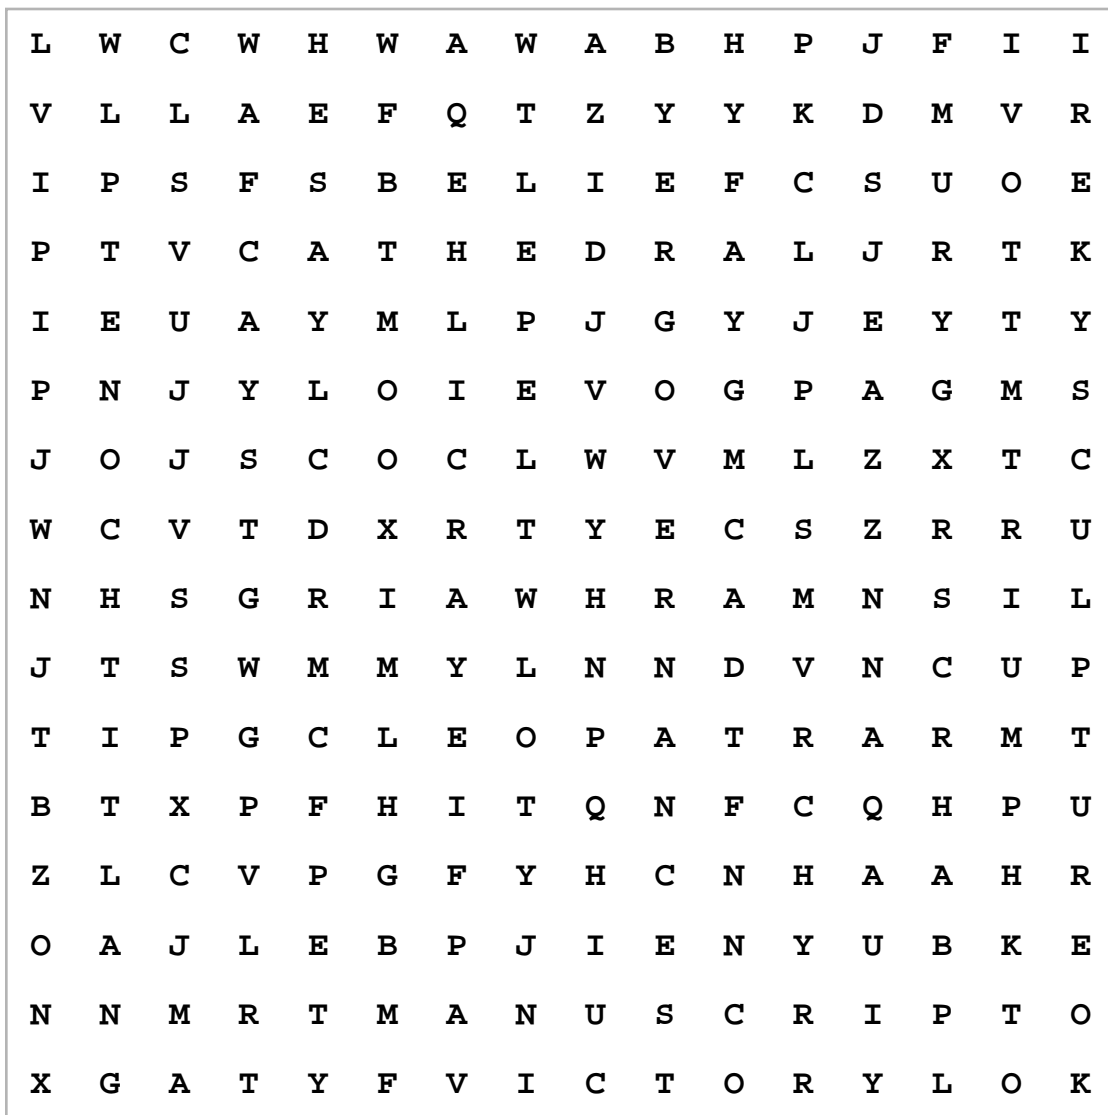 L W C W H W A W A B H P J F I I
V L L A E F Q T Z Y Y K D M V R
I P S F S B E L I E F C S U O E
P T V C A T H E D R A L J R T K
I E U A Y M L P J G Y J E Y T Y
P N J Y L O I E V O G P A G M S
J O J S C O C L W V M L Z X T C
W C V T D X R T Y E C S Z R R U
N H S G R I A W H R A M N S I L
J T S W M M Y L N N D V N C U P
T I P G C L E O P A T R A R M T
B T X P F H I T Q N F C Q H P U
Z L C V P G F Y H C N H A A H R
O A J L E B P J I E N Y U B K E
N N M R T M A N U S C R I P T O
X G A T Y F V I C T O R Y L O K